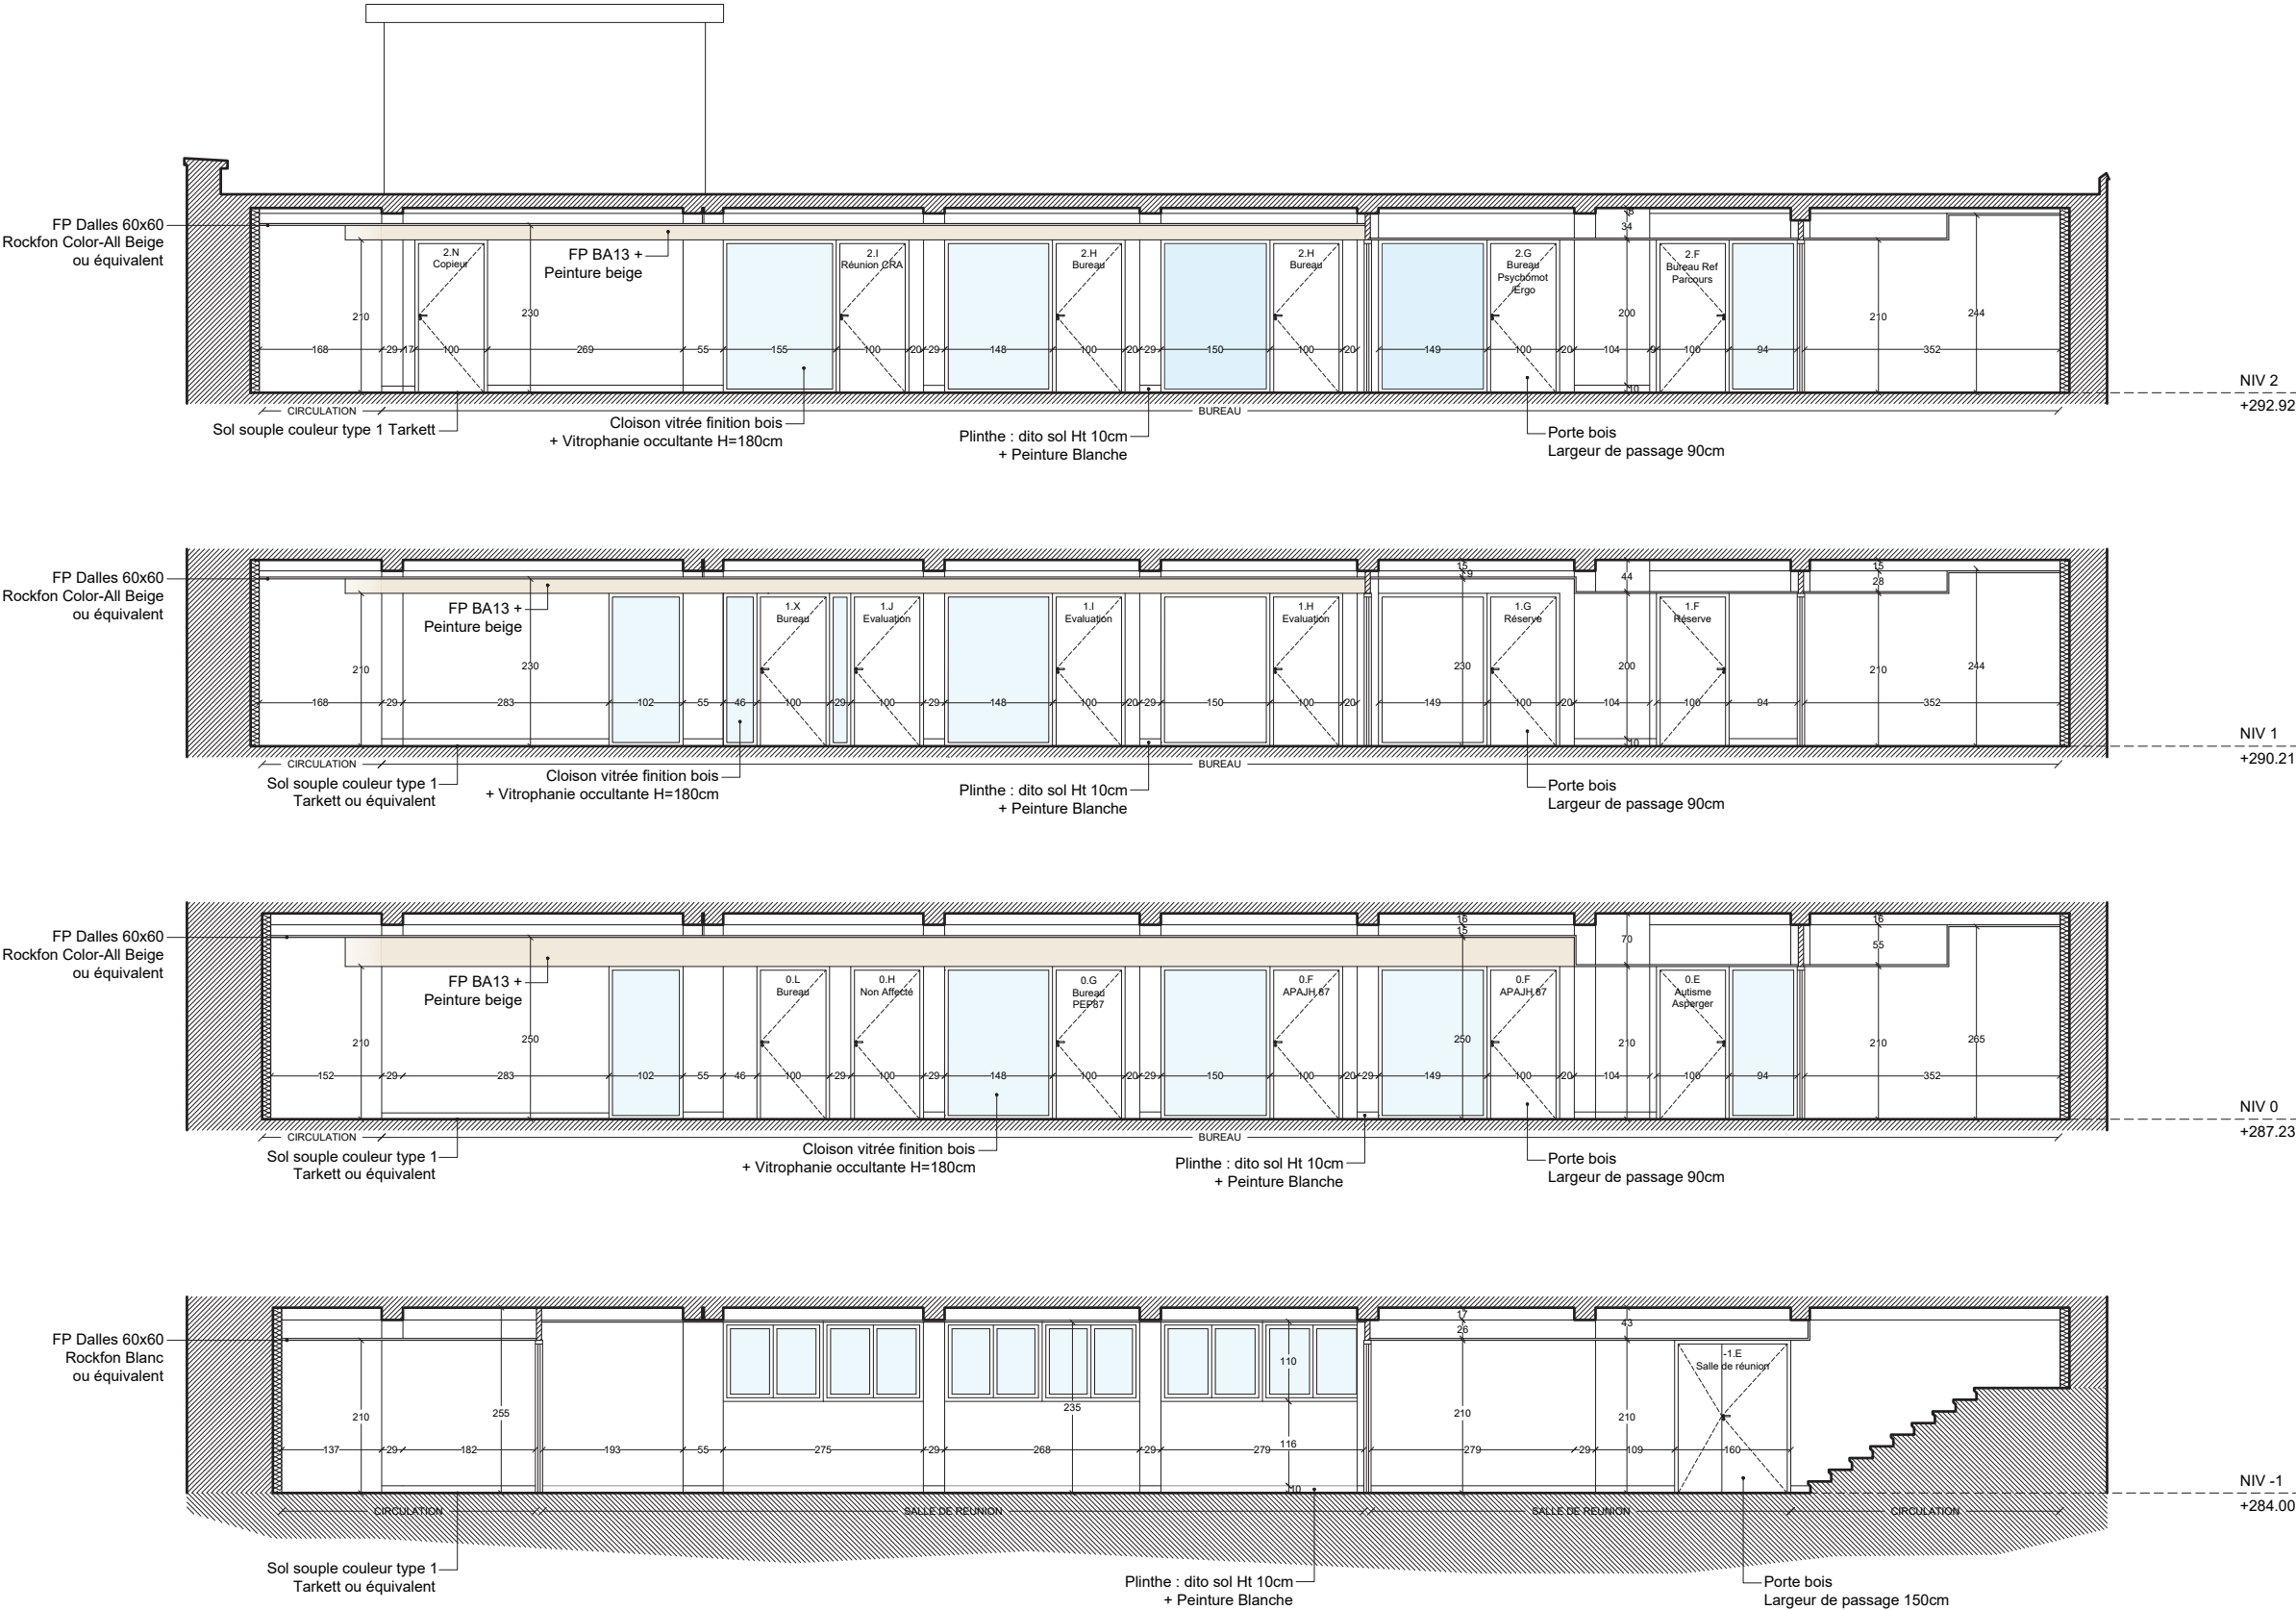 FP Dalles 60x60
Rockfon Color-All Beige
ou équivalent
FP BA13 +
Peinture beige
2.N
Copieur
2.I
Réunion CRA
2.H
Bureau
2.H
Bureau
2.G
Bureau
Psychomot
/Ergo
2.F
Bureau Ref
Parcours
34
210
230
200
210
244
168 29 17 100 269 55 155 100 20 29 148 100 20 29 150 100 20 149 100 20 104 9 100 94 352
10
CIRCULATION
BUREAU
NIV 2
+292.92
Sol souple couleur type 1 Tarkett
Cloison vitrée finition bois
+ Vitrophanie occultante H=180cm
Plinthe : dito sol Ht 10cm
+ Peinture Blanche
Porte bois
Largeur de passage 90cm
FP Dalles 60x60
Rockfon Color-All Beige
ou équivalent
FP BA13 +
Peinture beige
1.X
Bureau
1.J
Evaluation
1.I
Evaluation
1.H
Evaluation
1.G
Réserve
1.F
Réserve
15
9
44
15
28
210
230
230
200
210
244
168 29 283 102 55 46 100 29 100 29 148 100 20 29 150 100 20 149 100 20 104 100 94 352
10
CIRCULATION
BUREAU
NIV 1
+290.21
Sol souple couleur type 1
Tarkett ou équivalent
Cloison vitrée finition bois
+ Vitrophanie occultante H=180cm
Plinthe : dito sol Ht 10cm
+ Peinture Blanche
Porte bois
Largeur de passage 90cm
FP Dalles 60x60
Rockfon Color-All Beige
ou équivalent
FP BA13 +
Peinture beige
0.L
Bureau
0.H
Non Affecté
0.G
Bureau
PEP87
0.F
APAJH 87
0.F
APAJH 87
0.E
Autisme
Asperger
16
15
70
16
55
210
250
250
210
210
265
152 29 283 102 55 46 100 29 100 29 148 100 20 29 150 100 20 29 149 100 20 104 100 94 352
CIRCULATION
BUREAU
NIV 0
+287.23
Sol souple couleur type 1
Tarkett ou équivalent
Cloison vitrée finition bois
+ Vitrophanie occultante H=180cm
Plinthe : dito sol Ht 10cm
+ Peinture Blanche
Porte bois
Largeur de passage 90cm
FP Dalles 60x60
Rockfon Blanc
ou équivalent
17
26
43
-1.E
Salle de réunion
110
210
255
235
210
210
116
137 29 182 193 55 275 29 268 29 279 279 29 109 160
10
CIRCULATION
SALLE DE REUNION
SALLE DE REUNION
CIRCULATION
NIV -1
+284.00
Sol souple couleur type 1
Tarkett ou équivalent
Plinthe : dito sol Ht 10cm
+ Peinture Blanche
Porte bois
Largeur de passage 150cm